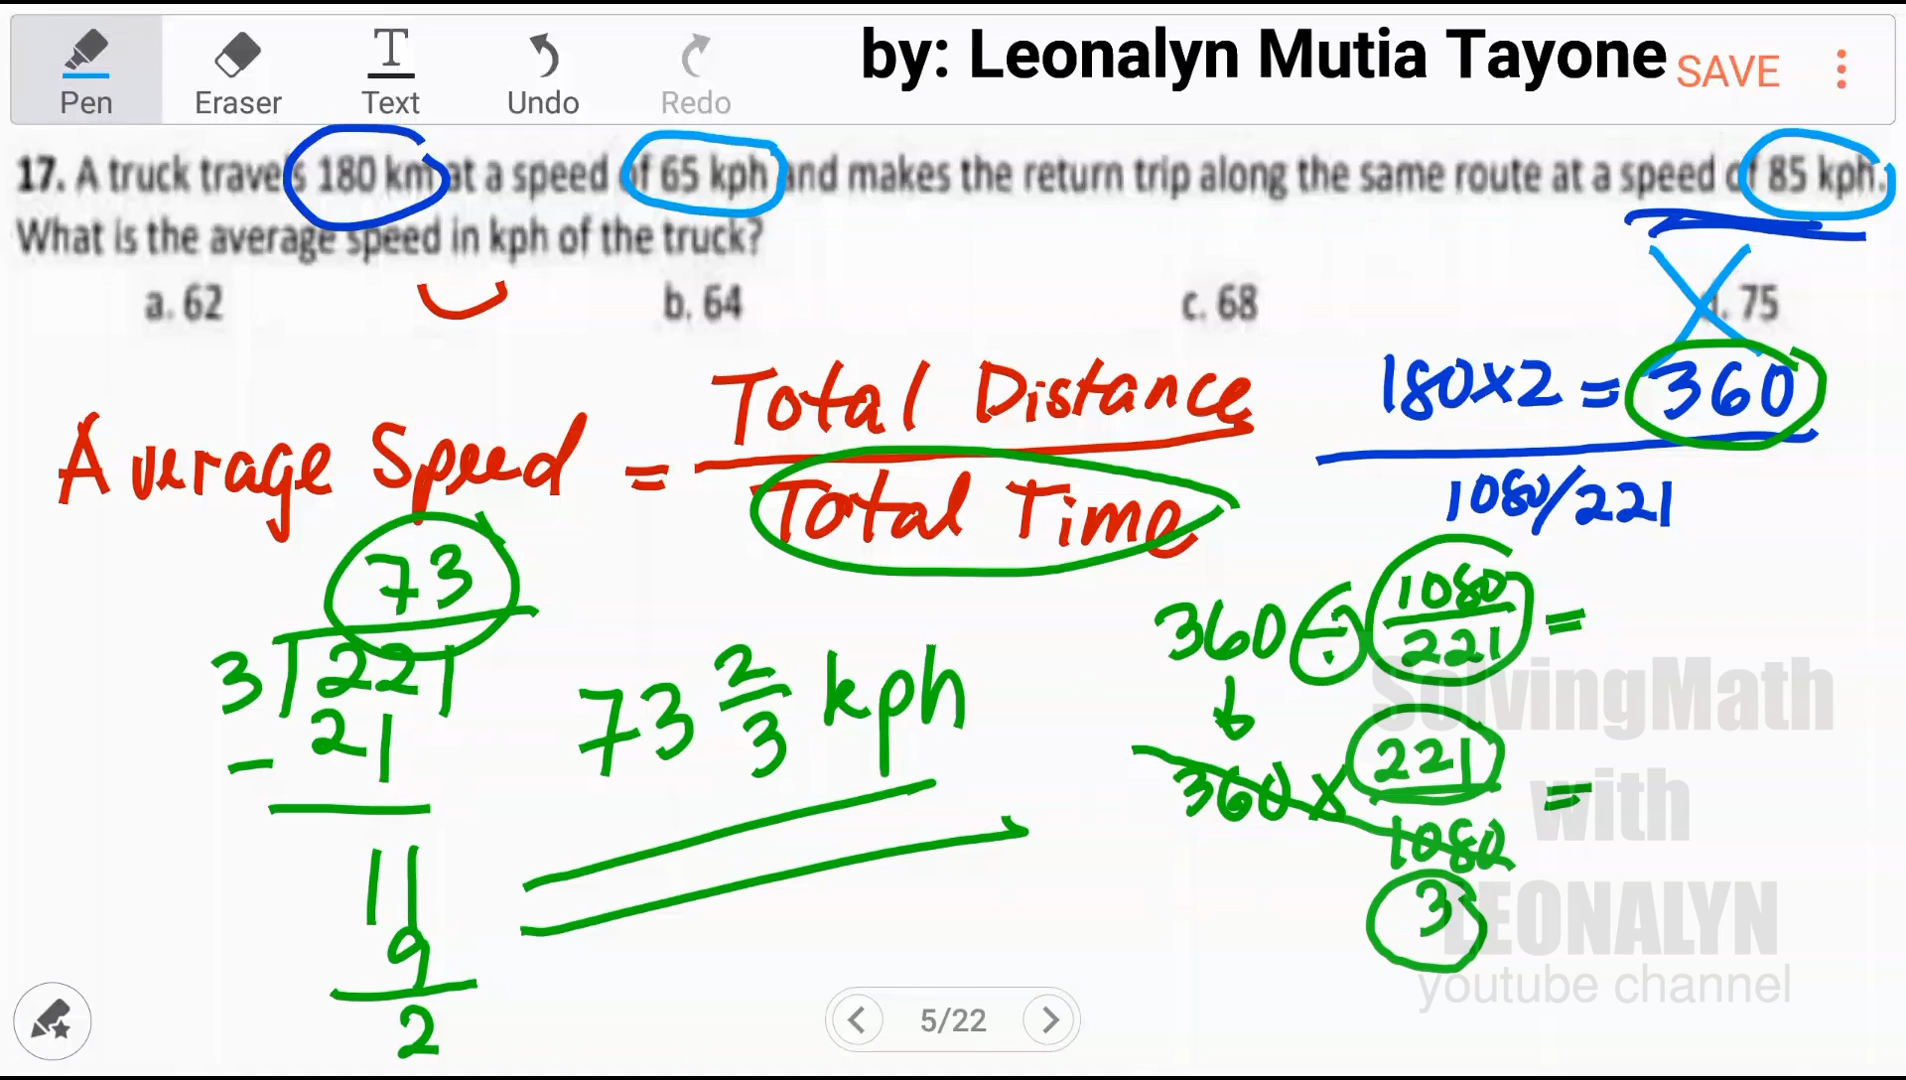 by: Leonalyn Mutia Tayone
SAVE
Pen
Eraser
Text
Undo
Redo
17. A truck travels 180 km at a speed of 65 kph and makes the return trip along the same route at a speed of 85 kph.
What is the average speed in kph of the truck?
a. 62
b. 64
c. 68
d. 75
Average Speed = Total Distance
Total Time
180x2 = 360
1080/221
73
3 221
- 21
11
9
2
73 2/3 kph
360 ÷ 1080/221 =
360 x 221/1080 =
3
SolvingMath
with
LEONALYN
youtube channel
5/22